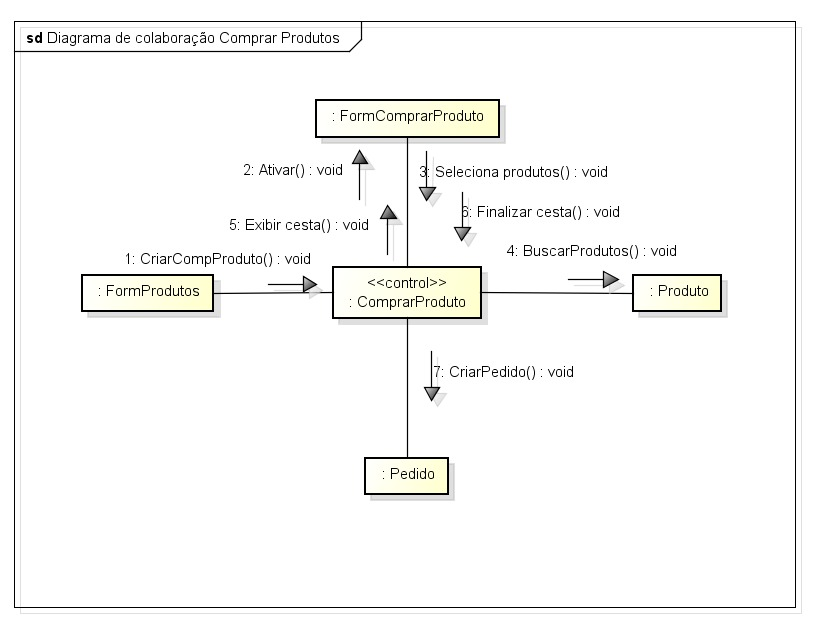 sd Diagrama de colaboração Comprar Produtos
: FormComprarProduto
2: Ativar() : void
3: Seleciona produtos() : void
6: Finalizar cesta() : void
5: Exibir cesta() : void
4: BuscarProdutos() : void
1: CriarCompProduto() : void
: FormProdutos
<<control>>
: ComprarProduto
: Produto
7: CriarPedido() : void
: Pedido